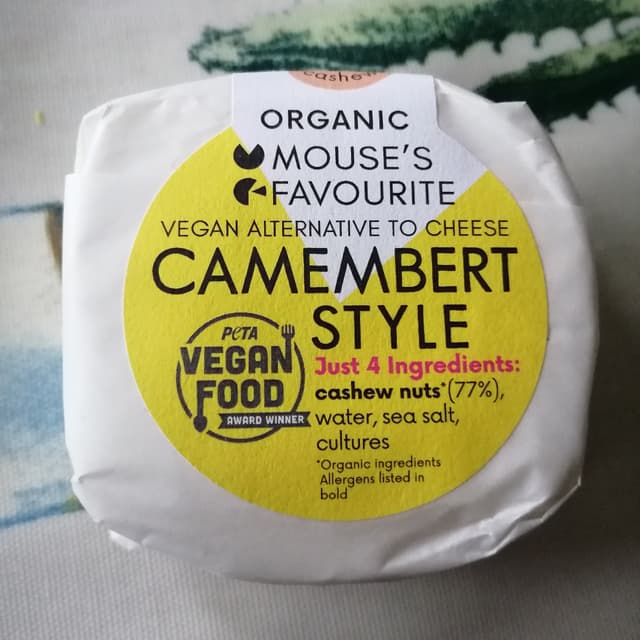 cashew
ORGANIC
MOUSE'S
FAVOURITE
VEGAN ALTERNATIVE TO CHEESE
CAMEMBERT
STYLE
PETA
VEGAN
FOOD
AWARD WINNER
Just 4 Ingredients:
cashew nuts*(77%),
water, sea salt,
cultures
*Organic ingredients
Allergens listed in
bold